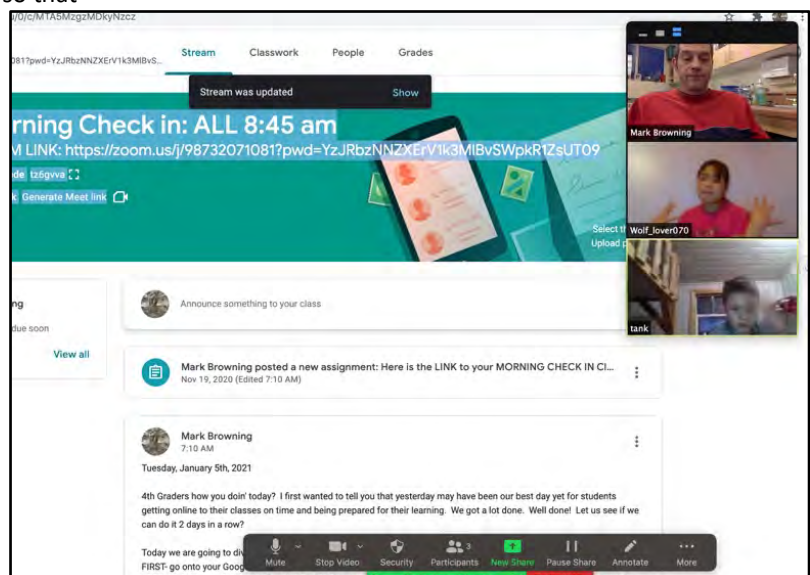 so that
u/0/c/MTA5MzgzMDkyNzcz
081?pwd=YzJRbzNNZXErV1k3MlBvS...
Stream Classwork People Grades
Stream was updated Show
rning Check in: ALL 8:45 am
M LINK: https://zoom.us/j/98732071081?pwd=YzJRbzNNZXErV1k3MlBvSWpkR1ZsUT09
de tz6gvva
k Generate Meet link
Select th
Upload p
Mark Browning
Wolf_lover070
tank
ng
due soon
View all
Announce something to your class
Mark Browning posted a new assignment: Here is the LINK to your MORNING CHECK IN Cl...
Nov 19, 2020 (Edited 7:10 AM)
Mark Browning
7:10 AM
Tuesday, January 5th, 2021
4th Graders how you doin' today? I first wanted to tell you that yesterday may have been our best day yet for students
getting online to their classes on time and being prepared for their learning. We got a lot done. Well done! Let us see if we
can do it 2 days in a row?
Today we are going to div
FIRST- go onto your Goog
Mute Stop Video Security Participants 3 New Share Pause Share Annotate More